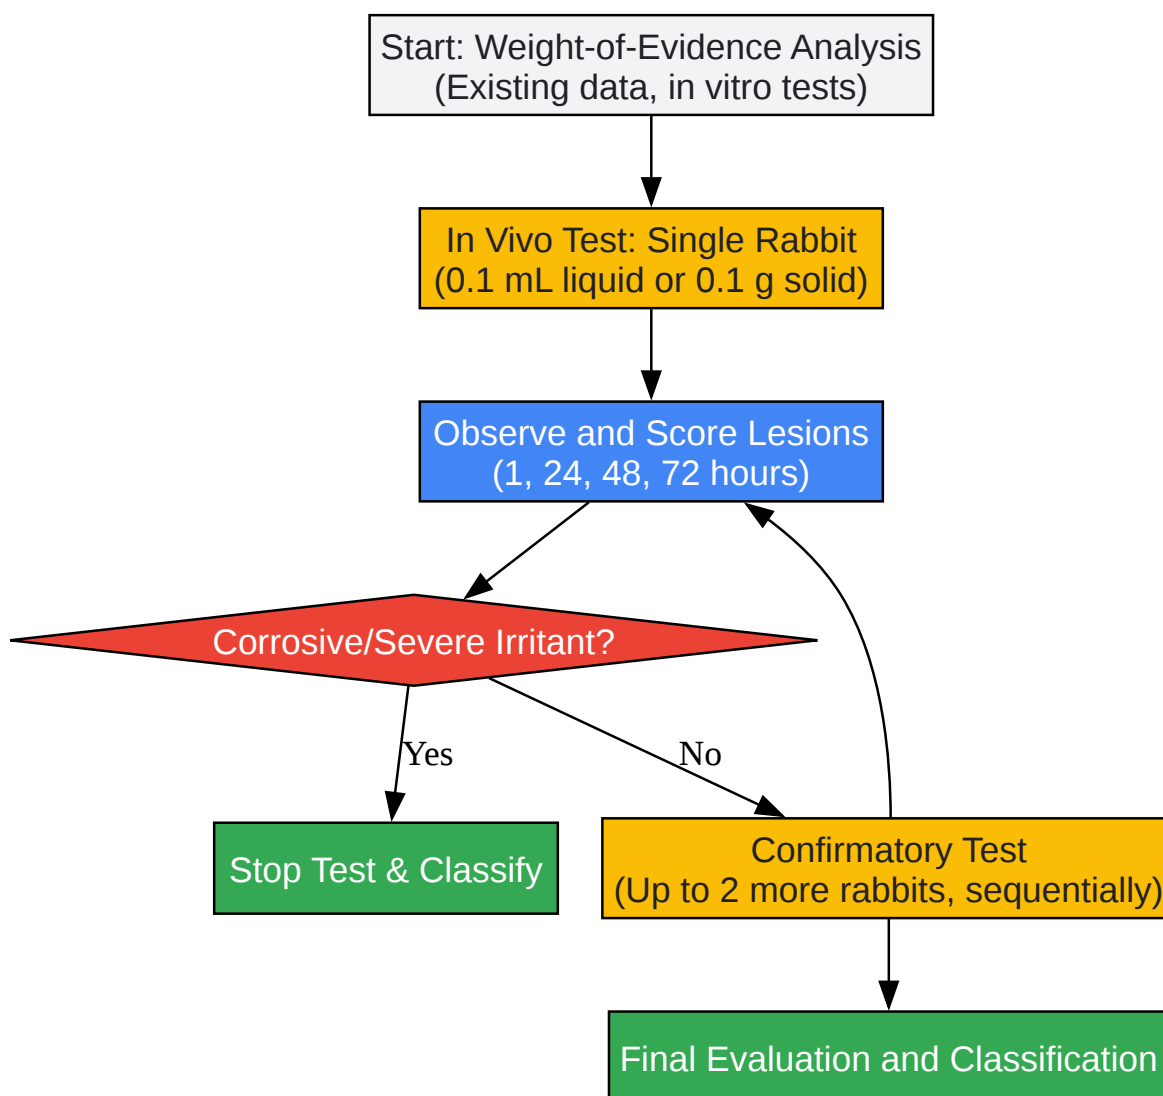 Start: Weight-of-Evidence Analysis
(Existing data, in vitro tests)
In Vivo Test: Single Rabbit
(0.1 mL liquid or 0.1 g solid)
Observe and Score Lesions
(1, 24, 48, 72 hours)
Corrosive/Severe Irritant?
Yes
No
Stop Test & Classify
Confirmatory Test
(Up to 2 more rabbits, sequentially)
Final Evaluation and Classification